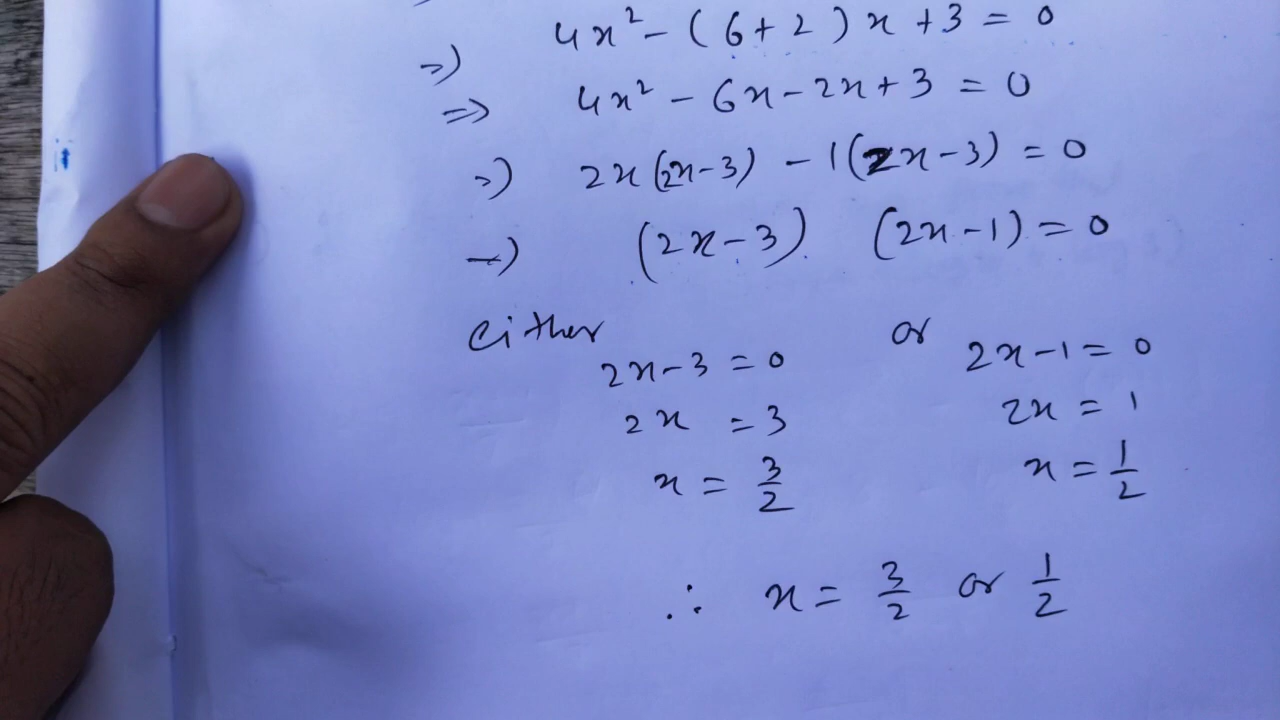 4x² - (6+2)x + 3 = 0
=) 
=> 4x² - 6x - 2x + 3 = 0
=) 2x(2x-3) - 1(2x-3) = 0
-) (2x-3) (2x-1) = 0
Either or
2x-3 = 0 2x-1 = 0
2x = 3 2x = 1
x = 3/2 x = 1/2
∴ x = 3/2 or 1/2